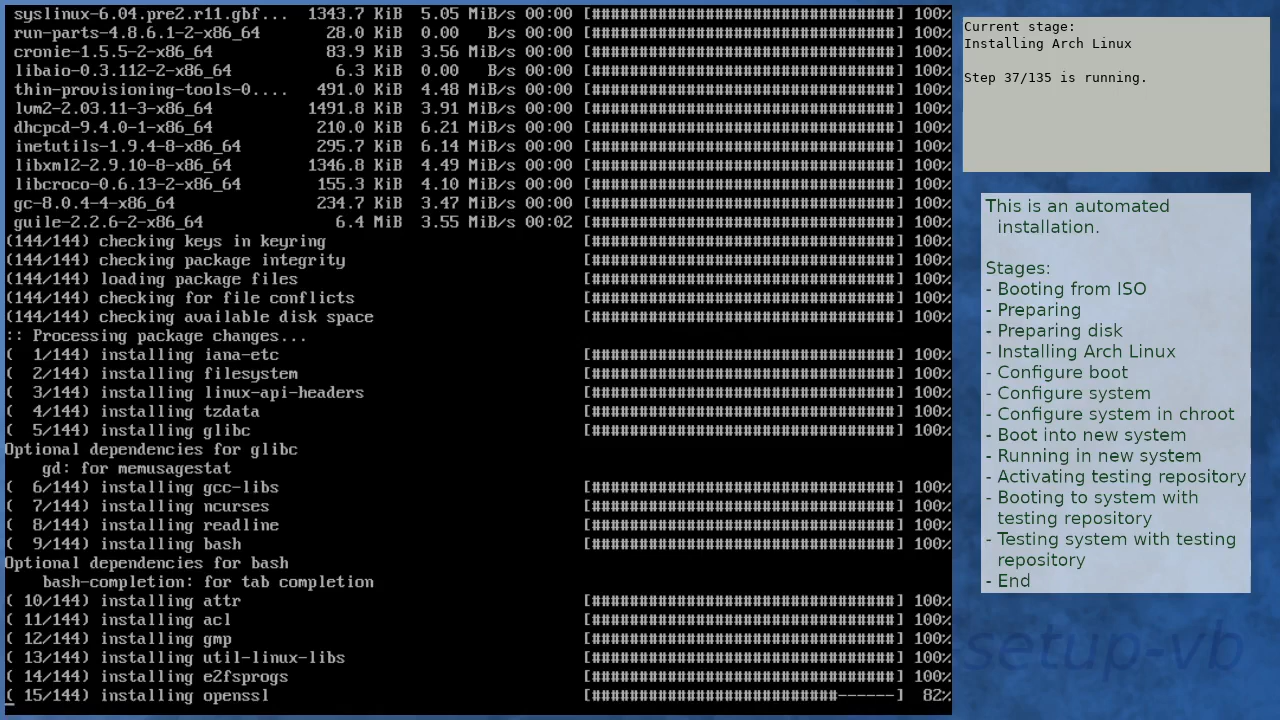 syslinux-6.04.pre2.r11.gbf... 1343.7 KiB 5.05 MiB/s 00:00 [################################] 100%
run-parts-4.8.6.1-2-x86_64 28.0 KiB 0.00 B/s 00:00 [################################] 100%
cronie-1.5.5-2-x86_64 83.9 KiB 3.56 MiB/s 00:00 [################################] 100%
libaio-0.3.112-2-x86_64 6.3 KiB 0.00 B/s 00:00 [################################] 100%
thin-provisioning-tools-0.... 491.0 KiB 4.48 MiB/s 00:00 [################################] 100%
lvm2-2.03.11-3-x86_64 1491.8 KiB 3.91 MiB/s 00:00 [################################] 100%
dhcpcd-9.4.0-1-x86_64 210.0 KiB 6.21 MiB/s 00:00 [################################] 100%
inetutils-1.9.4-8-x86_64 295.7 KiB 6.14 MiB/s 00:00 [################################] 100%
libxml2-2.9.10-8-x86_64 1346.8 KiB 4.49 MiB/s 00:00 [################################] 100%
libcroco-0.6.13-2-x86_64 155.3 KiB 4.10 MiB/s 00:00 [################################] 100%
gc-8.0.4-4-x86_64 234.7 KiB 3.47 MiB/s 00:00 [################################] 100%
guile-2.2.6-2-x86_64 6.4 MiB 3.55 MiB/s 00:02 [################################] 100%
(144/144) checking keys in keyring [################################] 100%
(144/144) checking package integrity [################################] 100%
(144/144) loading package files [################################] 100%
(144/144) checking for file conflicts [################################] 100%
(144/144) checking available disk space [################################] 100%
:: Processing package changes...
( 1/144) installing iana-etc [################################] 100%
( 2/144) installing filesystem [################################] 100%
( 3/144) installing linux-api-headers [################################] 100%
( 4/144) installing tzdata [################################] 100%
( 5/144) installing glibc [################################] 100%
Optional dependencies for glibc
gd: for memusagestat
( 6/144) installing gcc-libs [################################] 100%
( 7/144) installing ncurses [################################] 100%
( 8/144) installing readline [################################] 100%
( 9/144) installing bash [################################] 100%
Optional dependencies for bash
bash-completion: for tab completion
( 10/144) installing attr [################################] 100%
( 11/144) installing acl [################################] 100%
( 12/144) installing gmp [################################] 100%
( 13/144) installing util-linux-libs [################################] 100%
( 14/144) installing e2fsprogs [################################] 100%
( 15/144) installing openssl [##########################------] 82%
Current stage:
Installing Arch Linux
Step 37/135 is running.
This is an automated
installation.
Stages:
- Booting from ISO
- Preparing
- Preparing disk
- Installing Arch Linux
- Configure boot
- Configure system
- Configure system in chroot
- Boot into new system
- Running in new system
- Activating testing repository
- Booting to system with
testing repository
- Testing system with testing
repository
- End
setup-vb